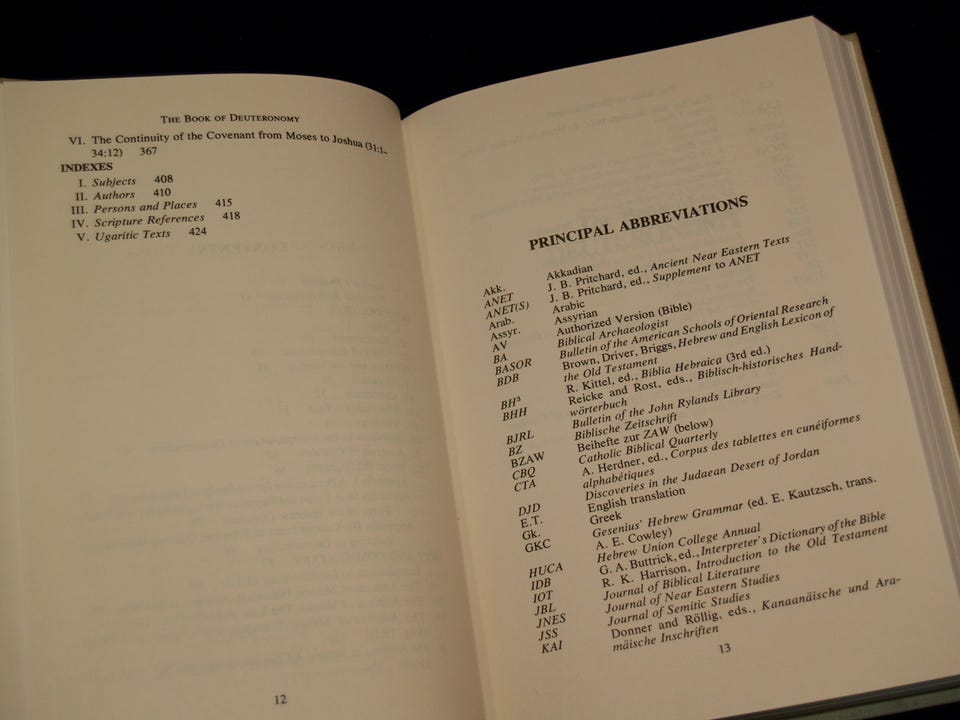 THE BOOK OF DEUTERONOMY
VI. The Continuity of the Covenant from Moses to Joshua (31:1–
34:12) 367
INDEXES
I. Subjects 408
II. Authors 410
III. Persons and Places 415
IV. Scripture References 418
V. Ugaritic Texts 424
12
PRINCIPAL ABBREVIATIONS
Akk. Akkadian
ANET J. B. Pritchard, ed., Ancient Near Eastern Texts
ANET(S) J. B. Pritchard, ed., Supplement to ANET
Arab. Arabic
Assyr. Assyrian
AV Authorized Version (Bible)
BA Biblical Archaeologist
BASOR Bulletin of the American Schools of Oriental Research
BDB Brown, Driver, Briggs, Hebrew and English Lexicon of
the Old Testament
BH³ R. Kittel, ed., Biblia Hebraica (3rd ed.)
BHH Reicke and Rost, eds., Biblisch-historisches Hand-
wörterbuch
BJRL Bulletin of the John Rylands Library
BZ Biblische Zeitschrift
BZAW Beihefte zur ZAW (below)
CBQ Catholic Biblical Quarterly
CTA A. Herdner, ed., Corpus des tablettes en cunéiformes
alphabétiques
DJD Discoveries in the Judaean Desert of Jordan
E.T. English translation
Gk. Greek
GKC Gesenius' Hebrew Grammar (ed. E. Kautzsch, trans.
A. E. Cowley)
HUCA Hebrew Union College Annual
IDB G. A. Buttrick, ed., Interpreter's Dictionary of the Bible
IOT R. K. Harrison, Introduction to the Old Testament
JBL Journal of Biblical Literature
JNES Journal of Near Eastern Studies
JSS Journal of Semitic Studies
KAI Donner and Röllig, eds., Kanaanäische und Ara-
mäische Inschriften
13